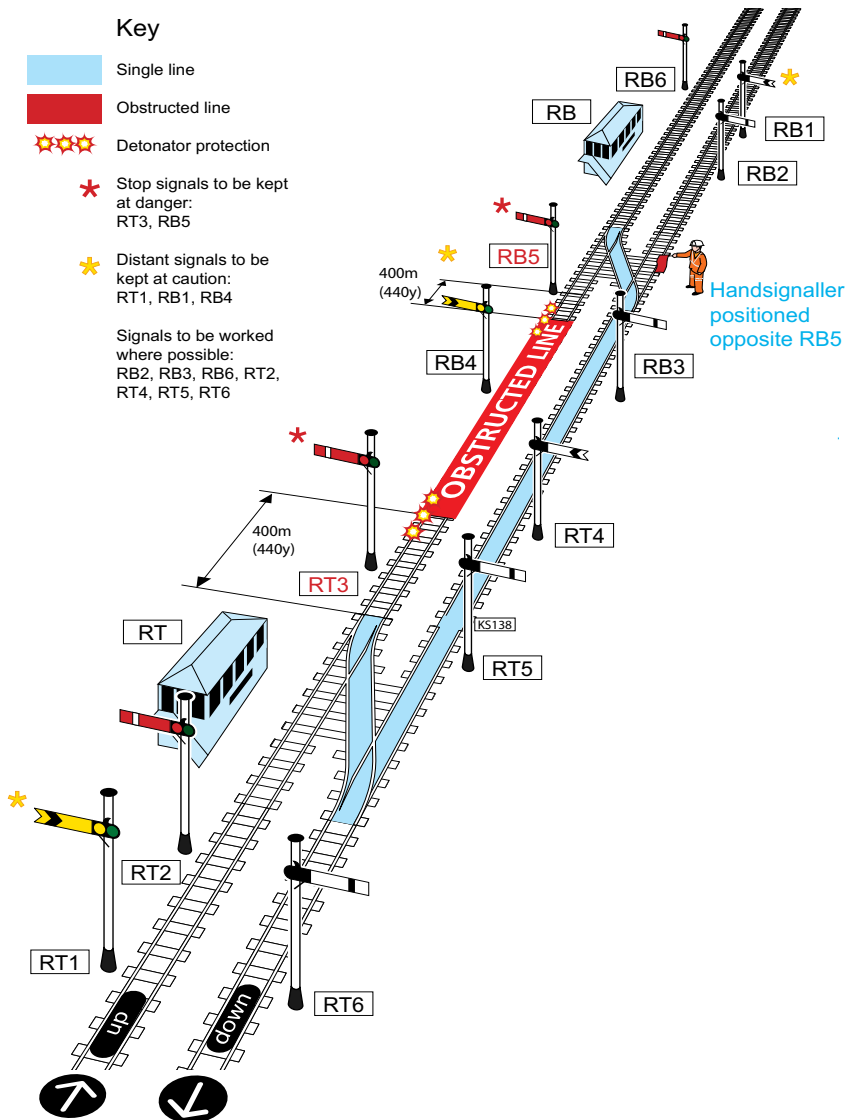 Key
Single line
Obstructed line
Detonator protection
Stop signals to be kept
at danger:
RT3, RB5
Distant signals to be
kept at caution:
RT1, RB1, RB4
Signals to be worked
where possible:
RB2, RB3, RB6, RT2,
RT4, RT5, RT6
RB6
RB
RB1
RB2
RB5
400m
(440y)
Handsignaller
positioned
opposite RB5
RB4
RB3
OBSTRUCTED LINE
RT4
400m
(440y)
RT3
KS138
RT
RT5
RT2
RT1
RT6
up
down